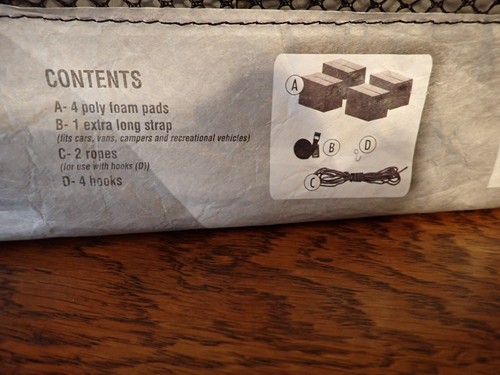 CONTENTS
A- 4 poly foam pads
B- 1 extra long strap
(fits cars, vans, campers and recreational vehicles)
C- 2 ropes
(for use with hooks (D))
D- 4 hooks
A
B
D
C